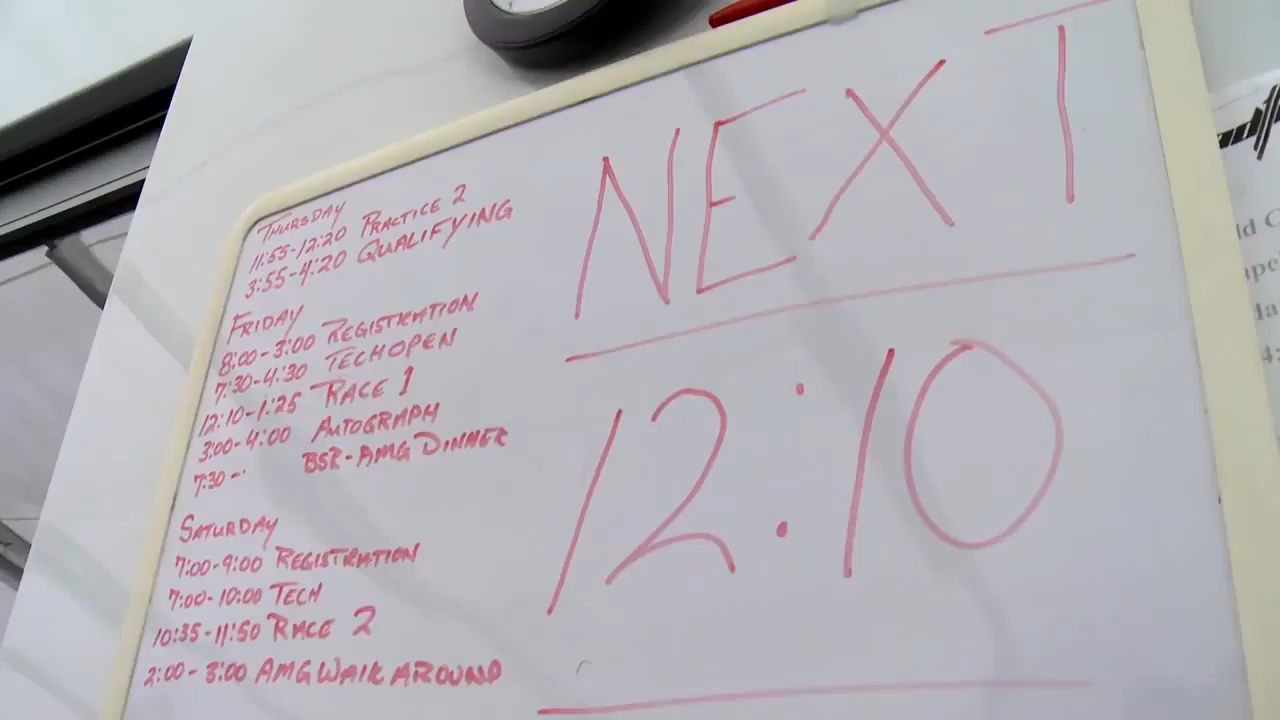 THURSDAY
11:55-12:20 PRACTICE 2
3:55-4:20 QUALIFYING
FRIDAY
8:00-3:00 REGISTRATION
7:30-4:30 TECH OPEN
12:10-1:25 RACE 1
3:00-4:00 AUTOGRAPH
7:30- BSR-AMG DINNER
SATURDAY
7:00-9:00 REGISTRATION
7:00-10:00 TECH
10:35-11:50 RACE 2
2:00-3:00 AMG WALK AROUND
NEXT
12:10